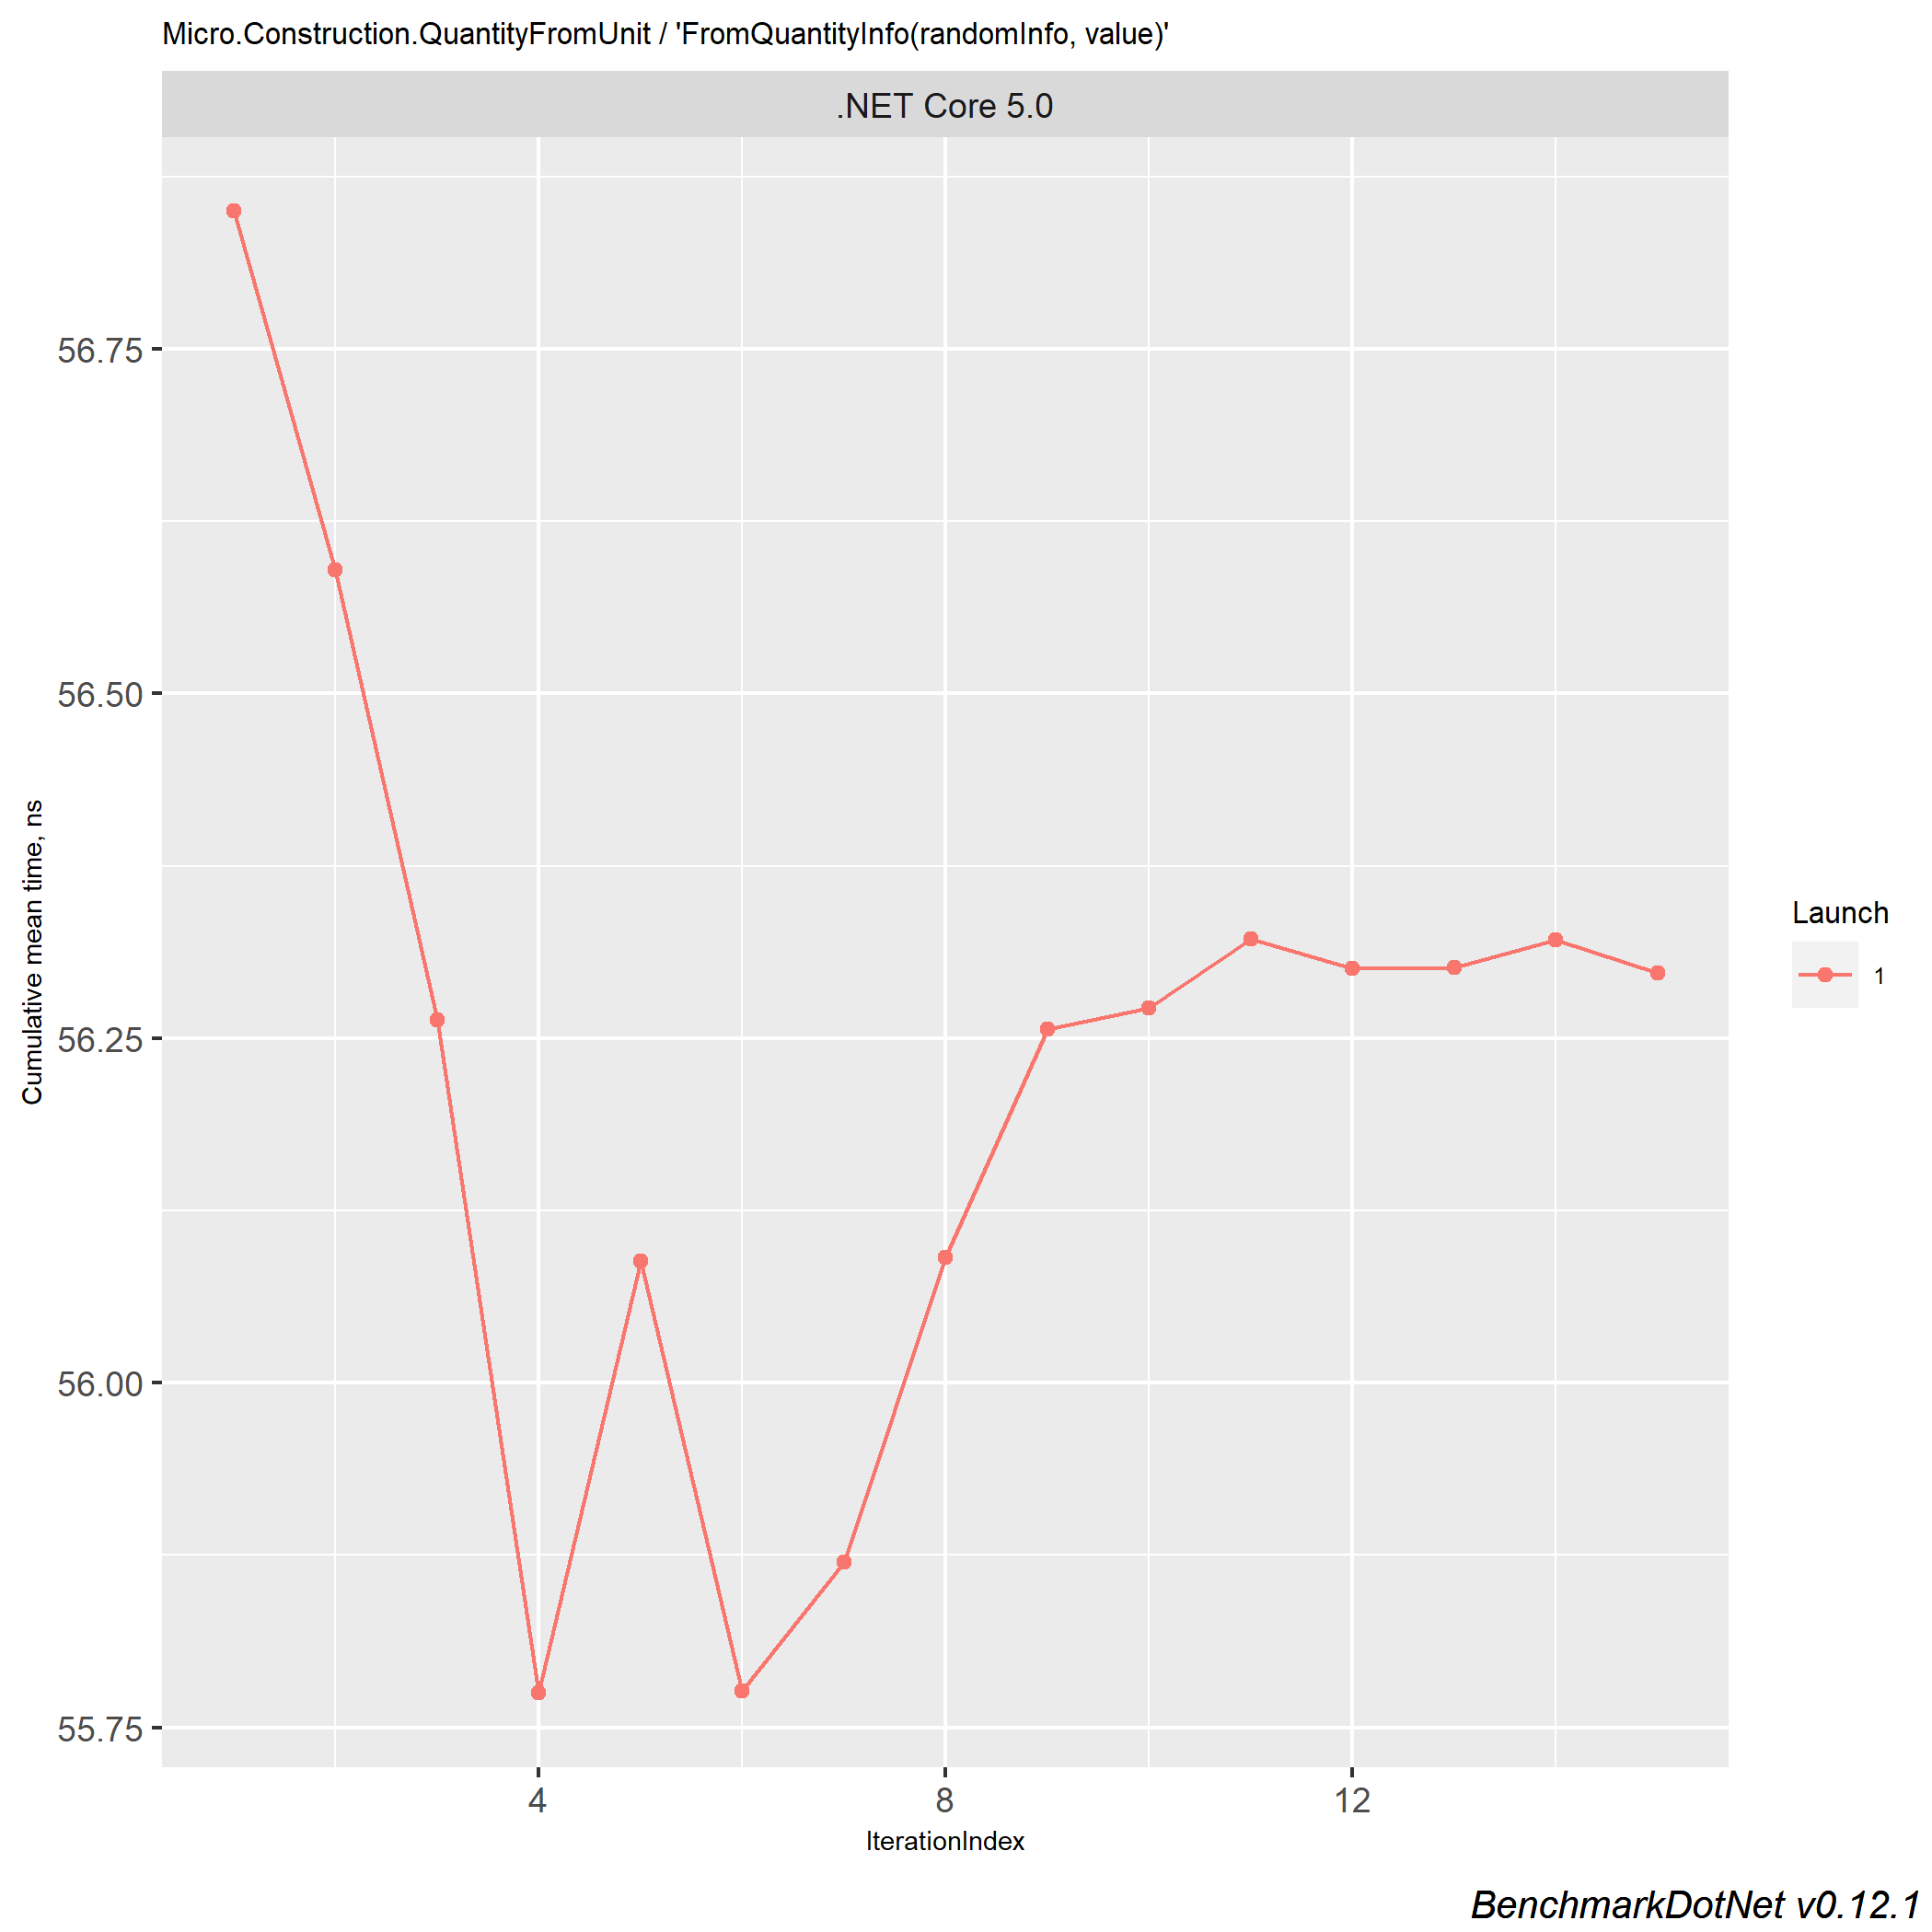 Micro.Construction.QuantityFromUnit / 'FromQuantityInfo(randomInfo, value)'
.NET Core 5.0
56.75
56.50
56.25
56.00
55.75
Cumulative mean time, ns
4
8
12
IterationIndex
Launch
1
BenchmarkDotNet v0.12.1